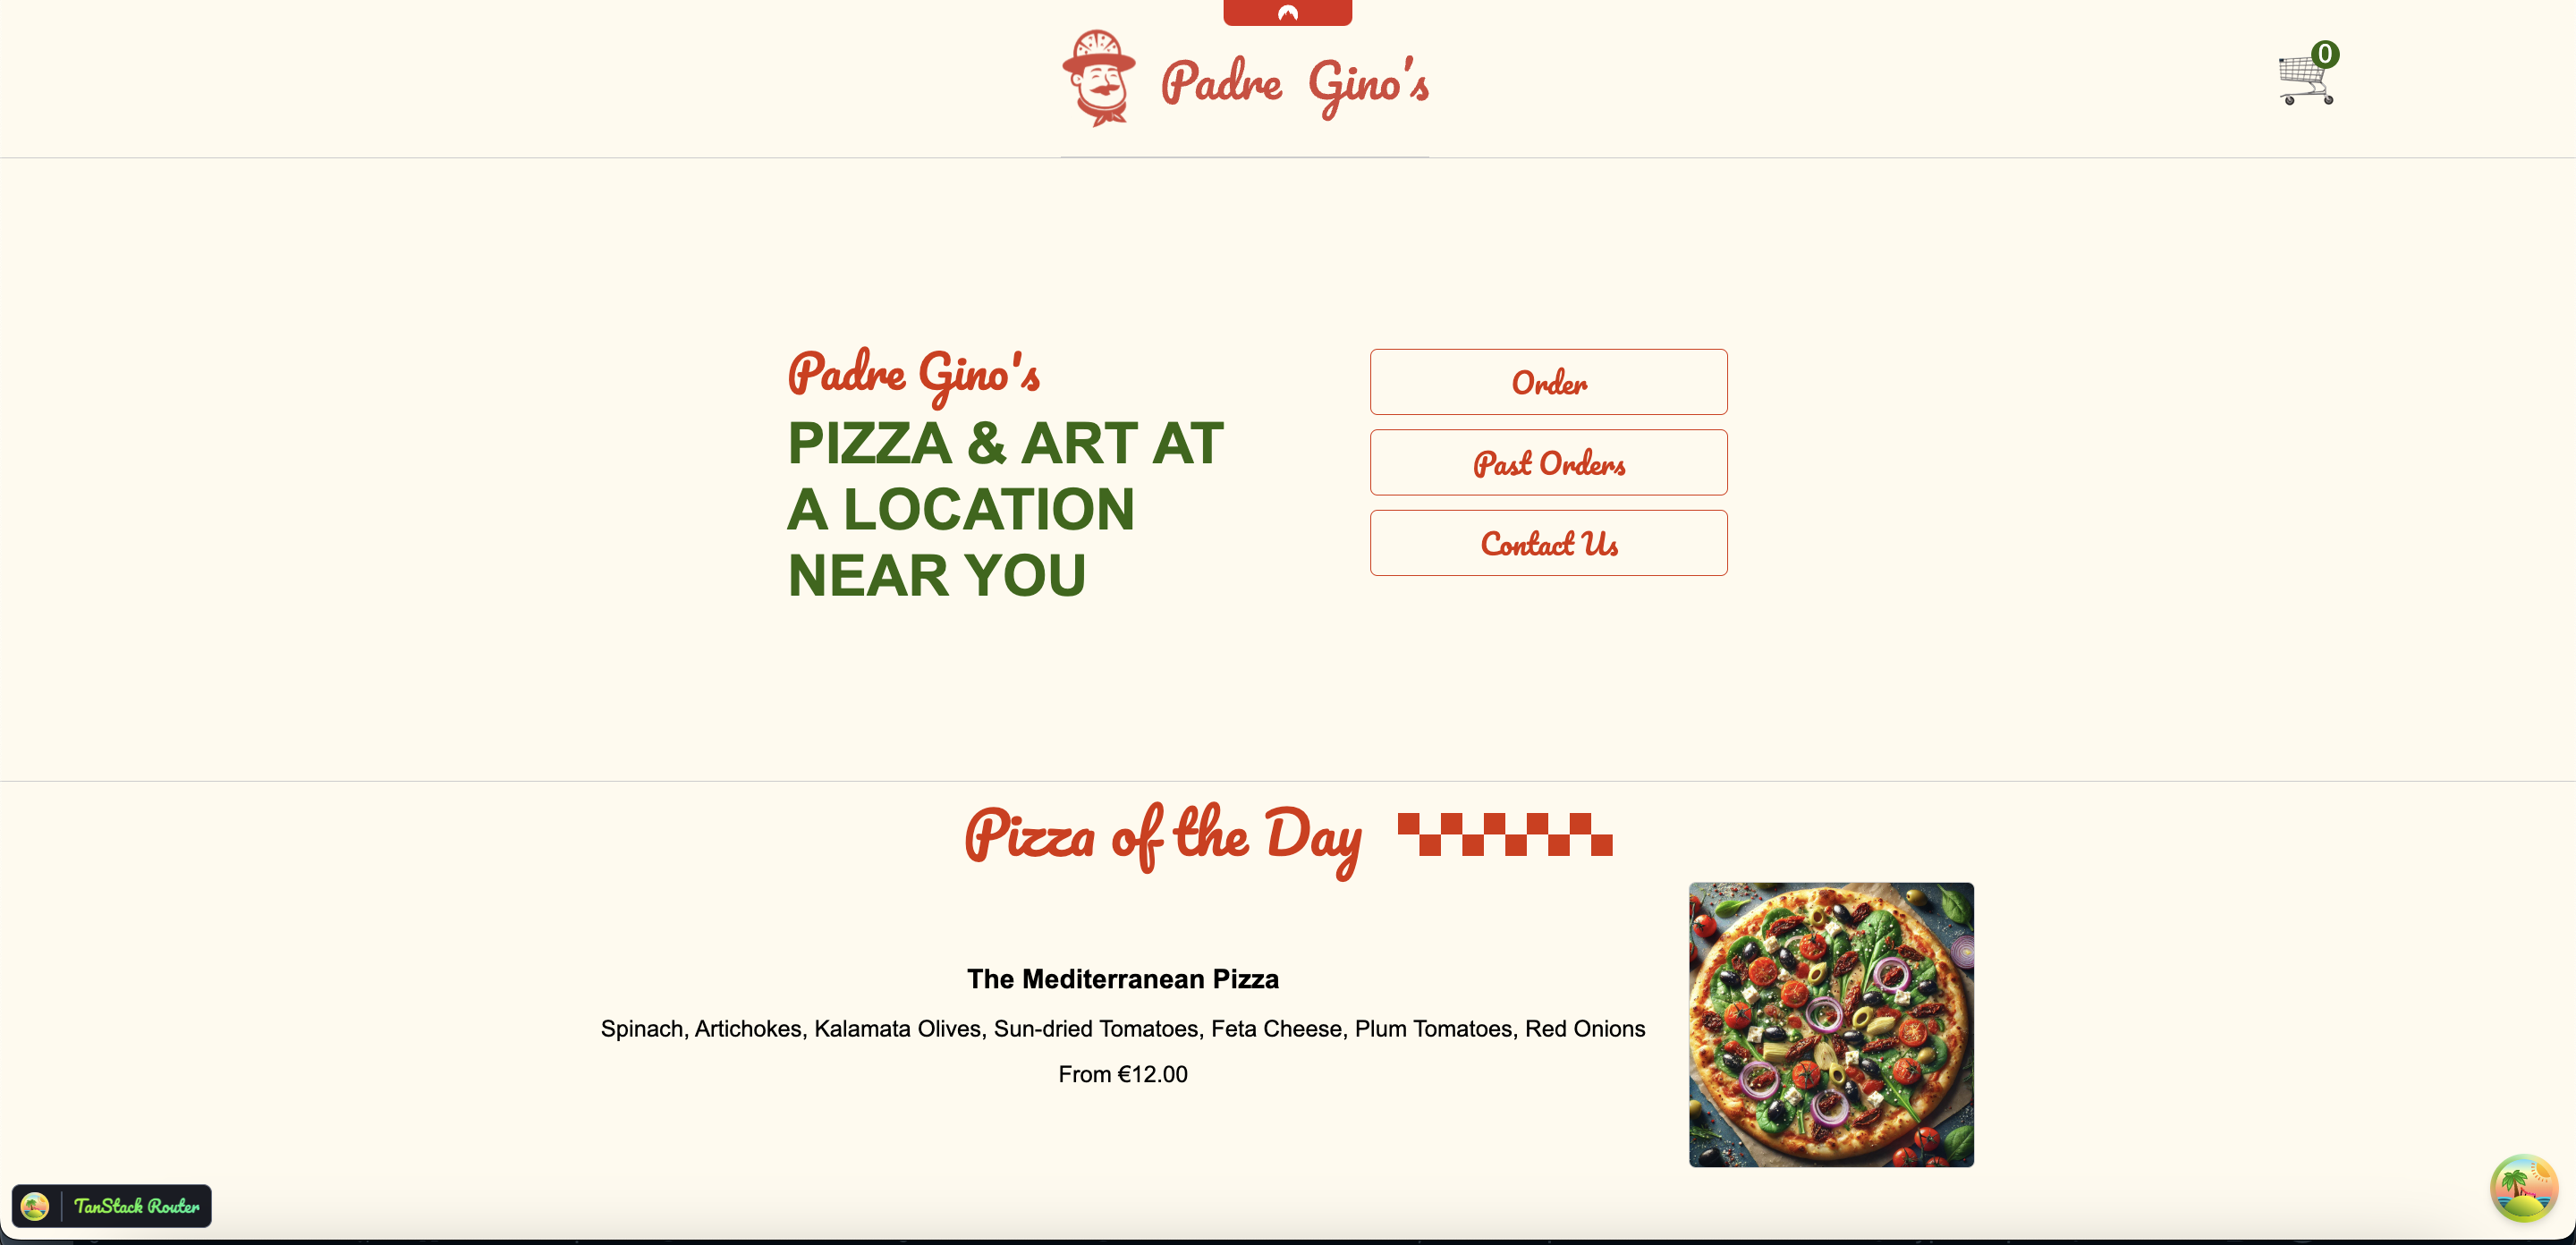 Padre Gino's
0
Padre Gino's
PIZZA & ART AT
A LOCATION
NEAR YOU
Order
Past Orders
Contact Us
Pizza of the Day
The Mediterranean Pizza
Spinach, Artichokes, Kalamata Olives, Sun-dried Tomatoes, Feta Cheese, Plum Tomatoes, Red Onions
From €12.00
TanStack Router